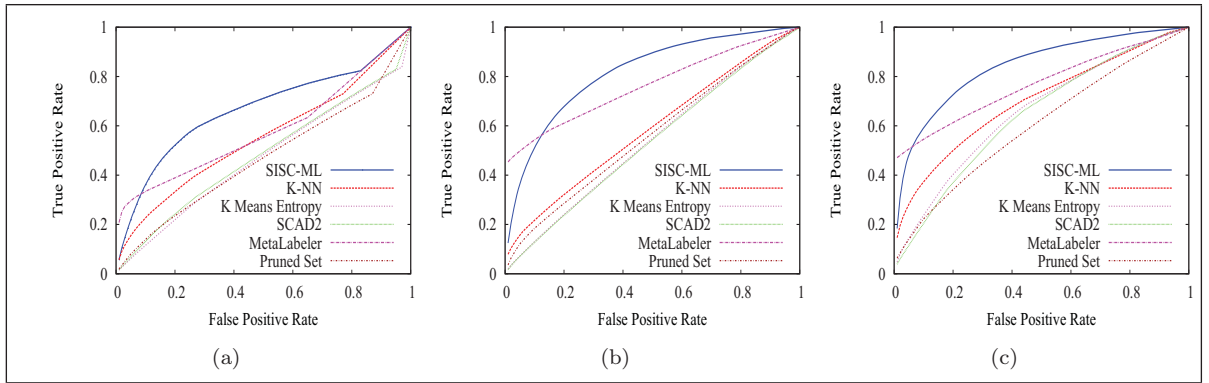 1
0.8
0.6
0.4
0.2
0
True Positive Rate
SISC-ML
K-NN
K Means Entropy
SCAD2
MetaLabeler
Pruned Set
0 0.2 0.4 0.6 0.8 1
False Positive Rate
(a)
1
0.8
0.6
0.4
0.2
0
True Positive Rate
SISC-ML
K-NN
K Means Entropy
SCAD2
MetaLabeler
Pruned Set
0 0.2 0.4 0.6 0.8 1
False Positive Rate
(b)
1
0.8
0.6
0.4
0.2
0
True Positive Rate
SISC-ML
K-NN
K Means Entropy
SCAD2
MetaLabeler
Pruned Set
0 0.2 0.4 0.6 0.8 1
False Positive Rate
(c)